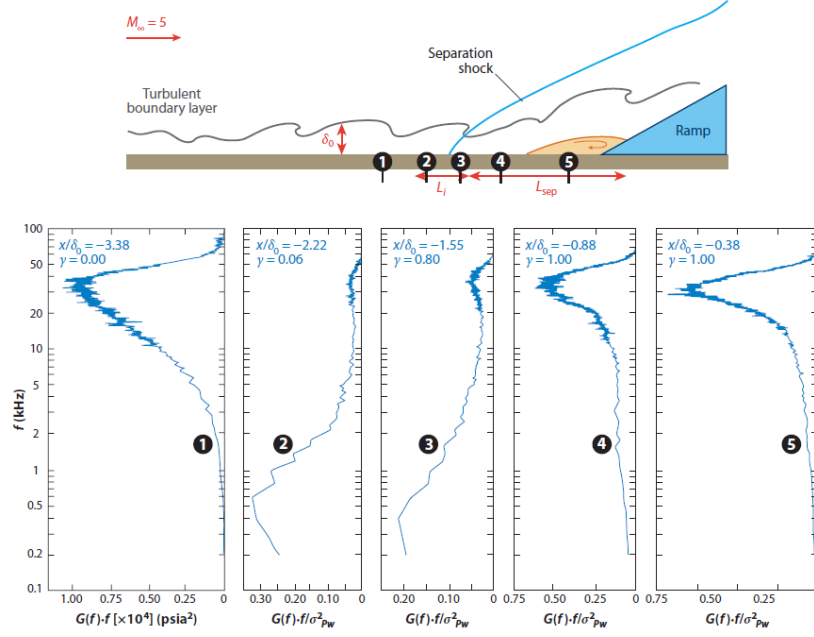 M∞ = 5
Separation
shock
Turbulent
boundary layer
δ0
Ramp
1 2 3 4 5
Li
Lsep
x/δ0 = −3.38
γ = 0.00
x/δ0 = −2.22
γ = 0.06
x/δ0 = −1.55
γ = 0.80
x/δ0 = −0.88
γ = 1.00
x/δ0 = −0.38
γ = 1.00
100
50
20
10
5
2
1
0.5
0.2
0.1
f (kHz)
1
2
3
4
5
1.00 0.75 0.50 0.25 0
0.30 0.20 0.10 0
0.20 0.10 0
0.75 0.50 0.25 0
0.75 0.50 0.25
G(f)·f [×10⁴] (psia²)
G(f)·f/σ²Pw
G(f)·f/σ²Pw
G(f)·f/σ²Pw
G(f)·f/σ²Pw